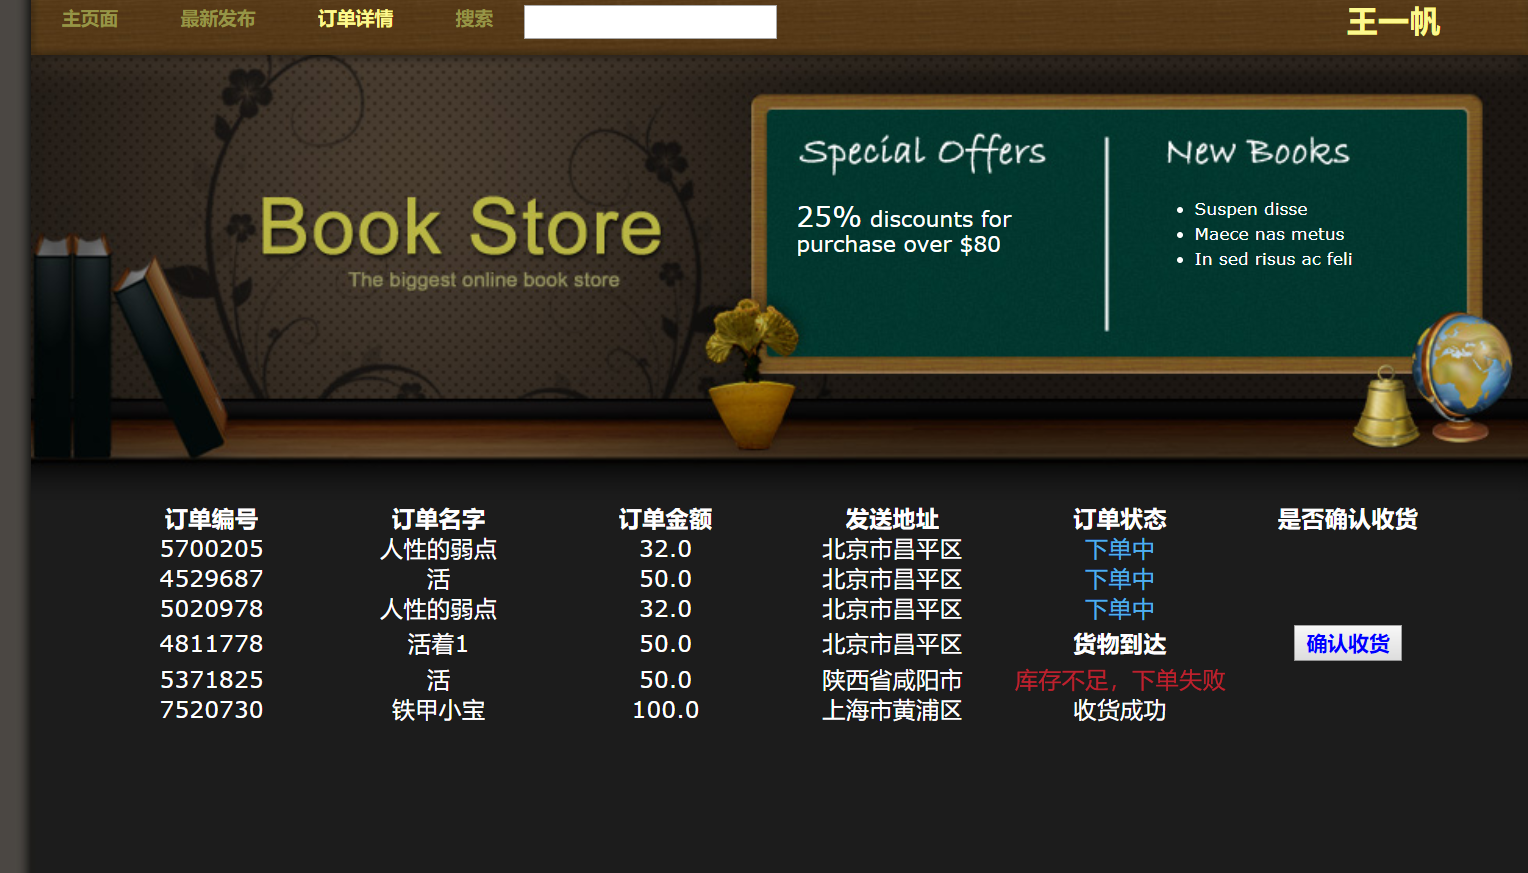 主页面 最新发布 订单详情 搜索 王一帆
Book Store
The biggest online book store
Special Offers
25% discounts for
purchase over $80
New Books
Suspen disse
Maece nas metus
In sed risus ac feli
订单编号 订单名字 订单金额 发送地址 订单状态 是否确认收货
5700205 人性的弱点 32.0 北京市昌平区 下单中
4529687 活 50.0 北京市昌平区 下单中
5020978 人性的弱点 32.0 北京市昌平区 下单中
4811778 活着1 50.0 北京市昌平区 货物到达 确认收货
5371825 活 50.0 陕西省咸阳市 库存不足，下单失败
7520730 铁甲小宝 100.0 上海市黄浦区 收货成功